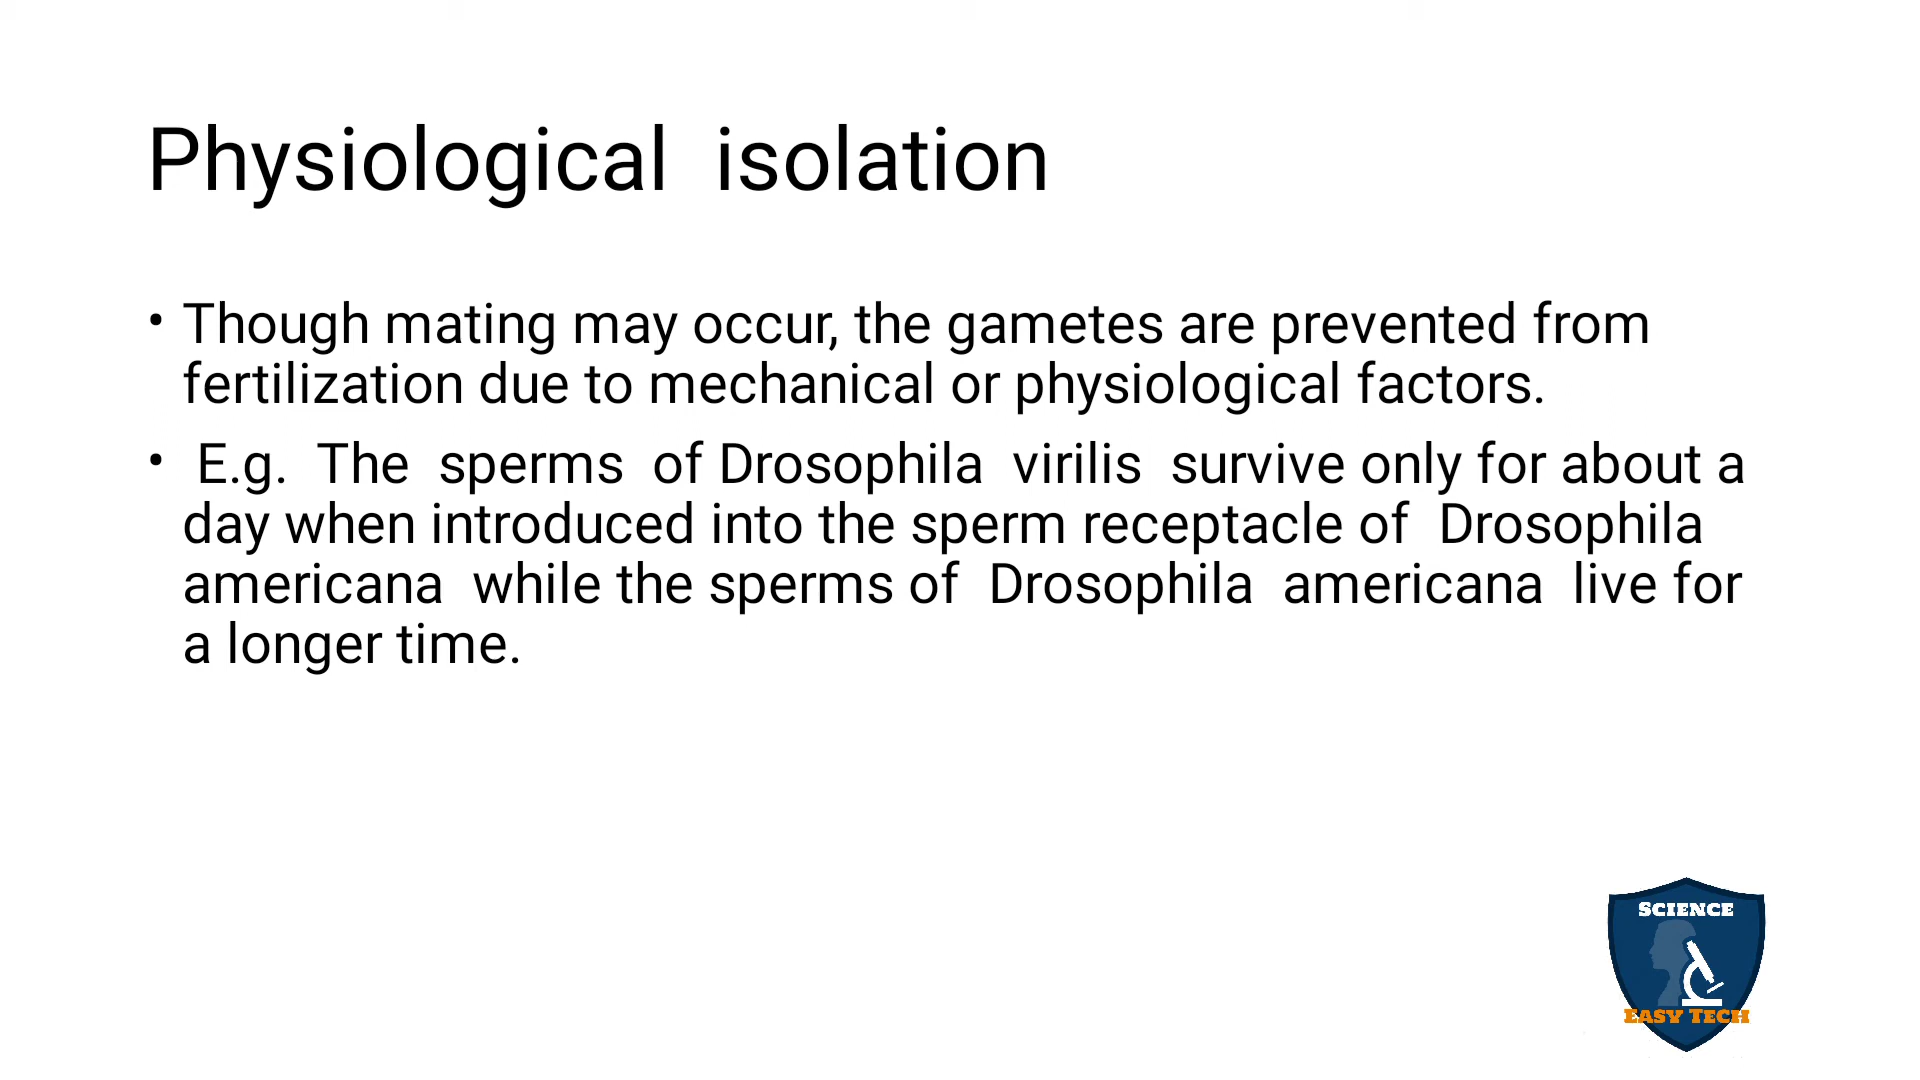 Physiological isolation
• Though mating may occur, the gametes are prevented from
fertilization due to mechanical or physiological factors.
• E.g. The sperms of Drosophila virilis survive only for about a
day when introduced into the sperm receptacle of Drosophila
americana while the sperms of Drosophila americana live for
a longer time.
SCIENCE
EASY TECH